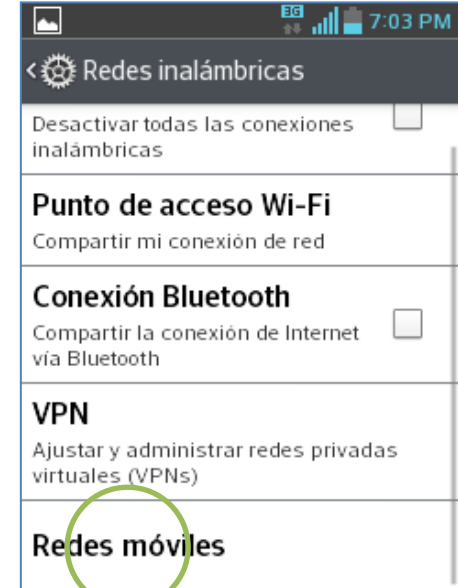 3G 7:03 PM
Redes inalámbricas
Desactivar todas las conexiones
inalámbricas
Punto de acceso Wi-Fi
Compartir mi conexión de red
Conexión Bluetooth
Compartir la conexión de Internet
vía Bluetooth
VPN
Ajustar y administrar redes privadas
virtuales (VPNs)
Redes móviles